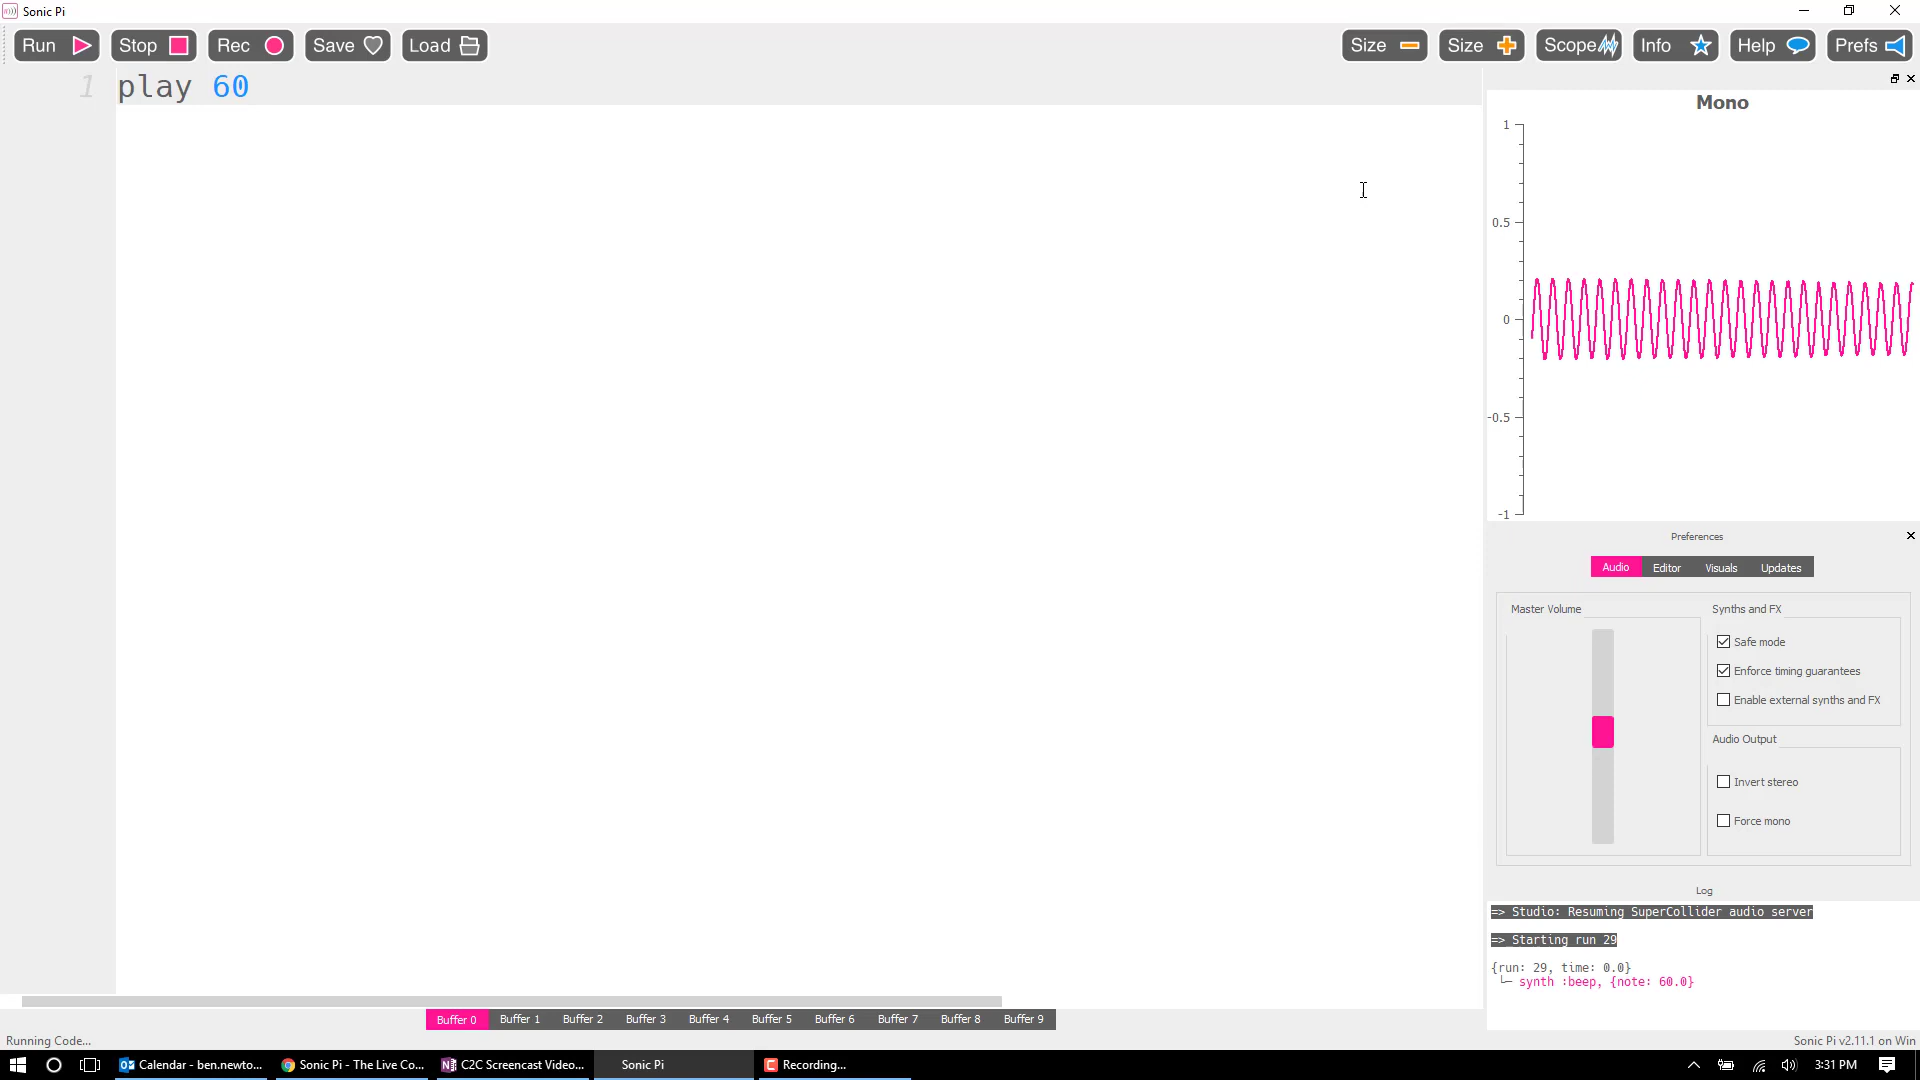 Sonic Pi
Run Stop Rec Save Load Size Size Scope Info Help Prefs
1 play 60
Mono
1
0.5
0
-0.5
-1
Preferences
Audio Editor Visuals Updates
Master Volume
Synths and FX
Safe mode
Enforce timing guarantees
Enable external synths and FX
Audio Output
Invert stereo
Force mono
Log
=> Studio: Resuming SuperCollider audio server
=> Starting run 29
{run: 29, time: 0.0}
└─ synth :beep, {note: 60.0}
Buffer 0 Buffer 1 Buffer 2 Buffer 3 Buffer 4 Buffer 5 Buffer 6 Buffer 7 Buffer 8 Buffer 9
Running Code...
Sonic Pi v2.11.1 on Win
Calendar - ben.newto... Sonic Pi - The Live Co... C2C Screencast Video... Sonic Pi Recording... 3:31 PM